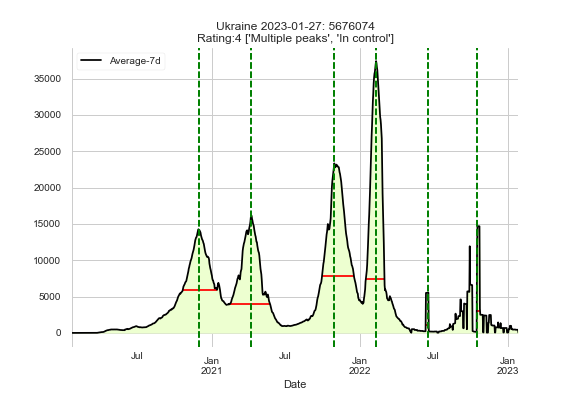 Ukraine 2023-01-27: 5676074
Rating:4 ['Multiple peaks', 'In control']
Average-7d
35000
30000
25000
20000
15000
10000
5000
0
Jul
Jan
2021
Jul
Jan
2022
Jul
Jan
2023
Date